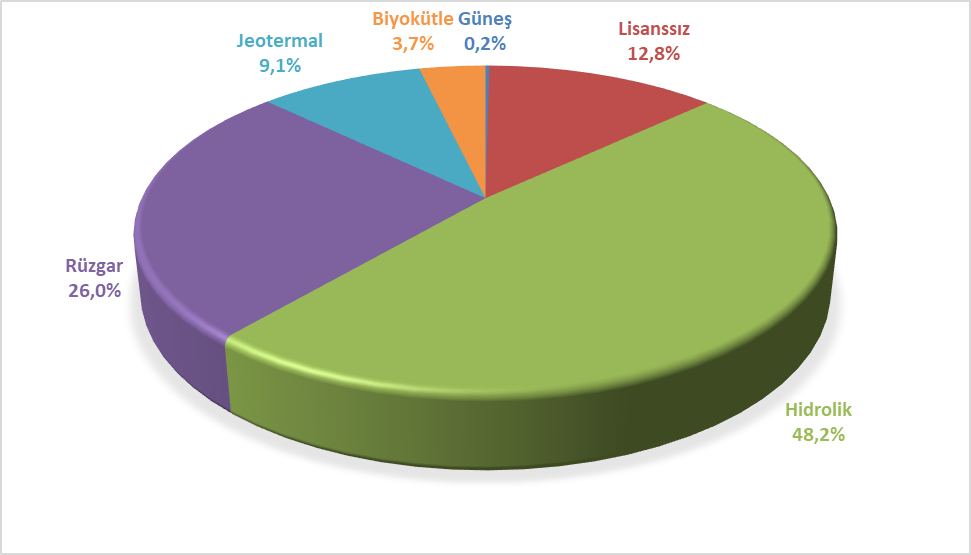 Biyokütle
3,7%
Güneş
0,2%
Lisanssız
12,8%
Jeotermal
9,1%
Rüzgar
26,0%
Hidrolik
48,2%